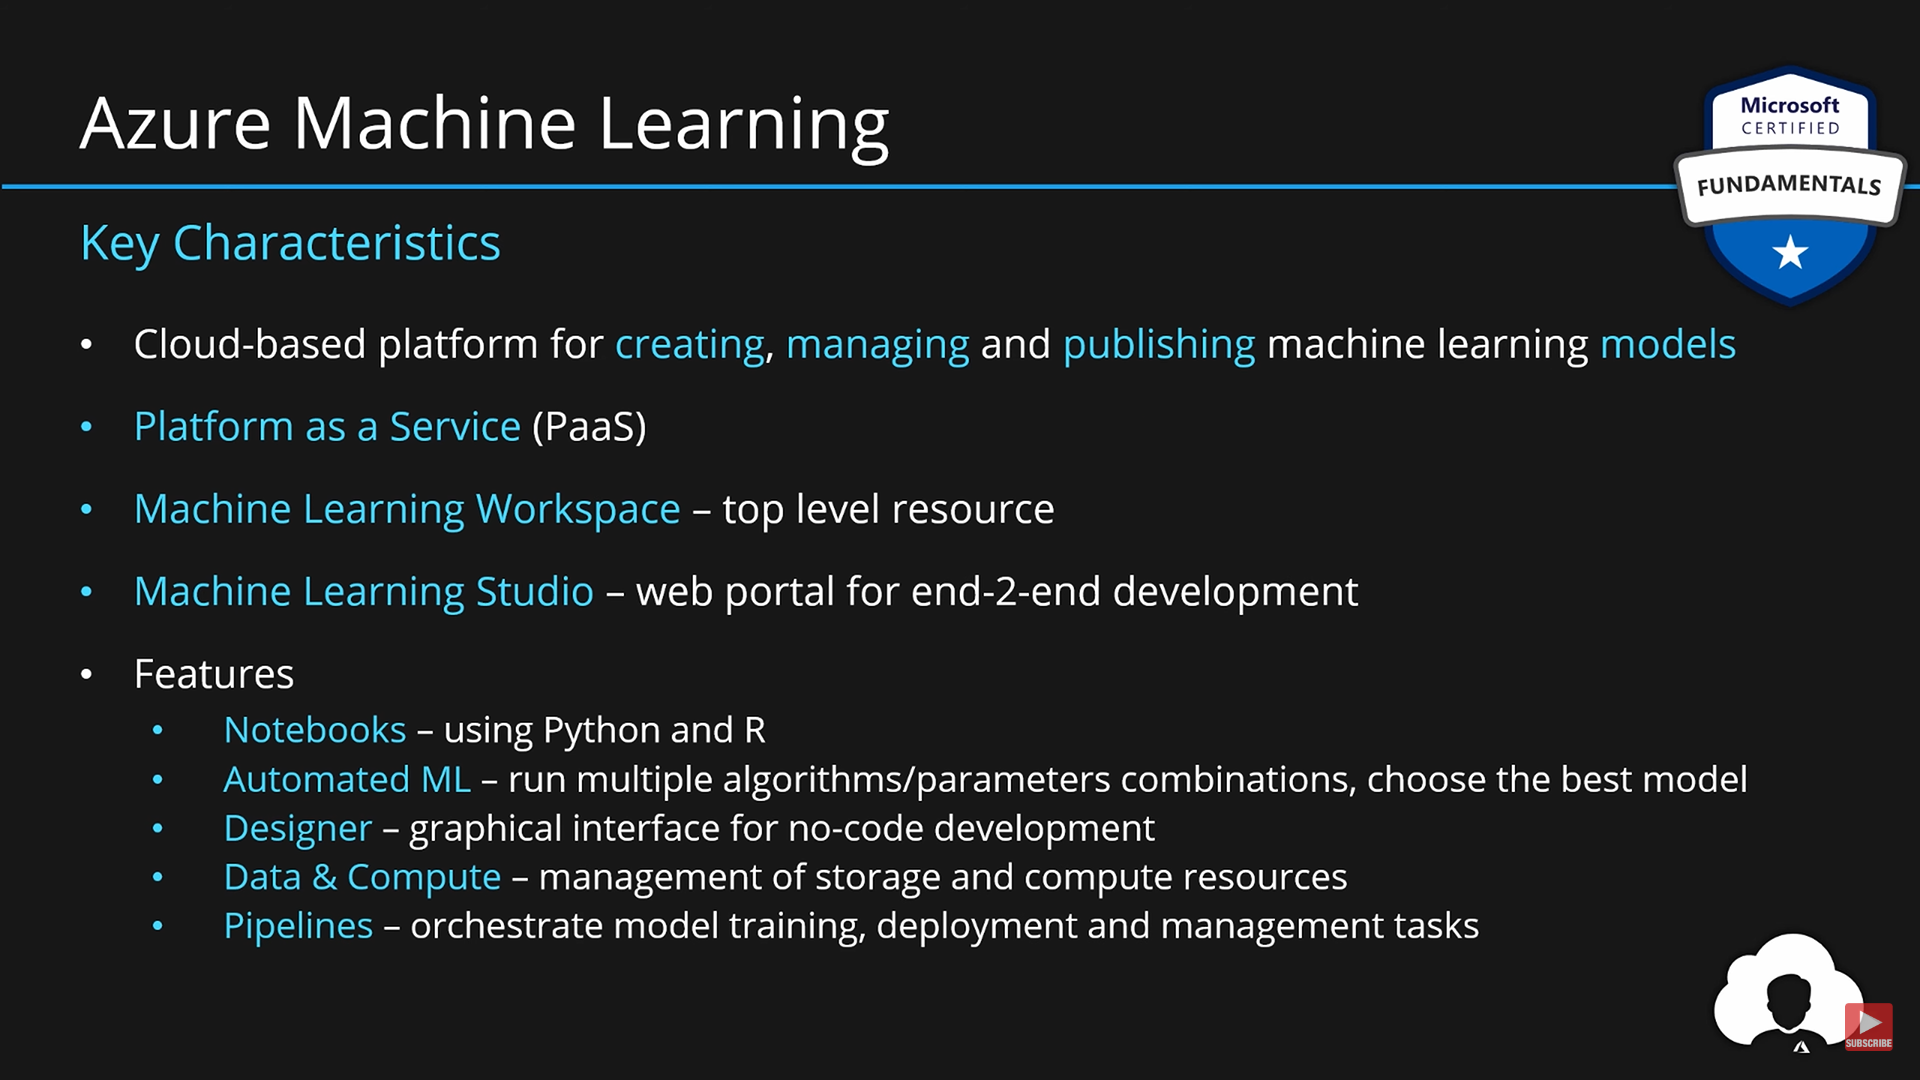 Azure Machine Learning
Microsoft
CERTIFIED
FUNDAMENTALS
Key Characteristics
• Cloud-based platform for creating, managing and publishing machine learning models
• Platform as a Service (PaaS)
• Machine Learning Workspace – top level resource
• Machine Learning Studio – web portal for end-2-end development
• Features
• Notebooks – using Python and R
• Automated ML – run multiple algorithms/parameters combinations, choose the best model
• Designer – graphical interface for no-code development
• Data & Compute – management of storage and compute resources
• Pipelines – orchestrate model training, deployment and management tasks
SUBSCRIBE